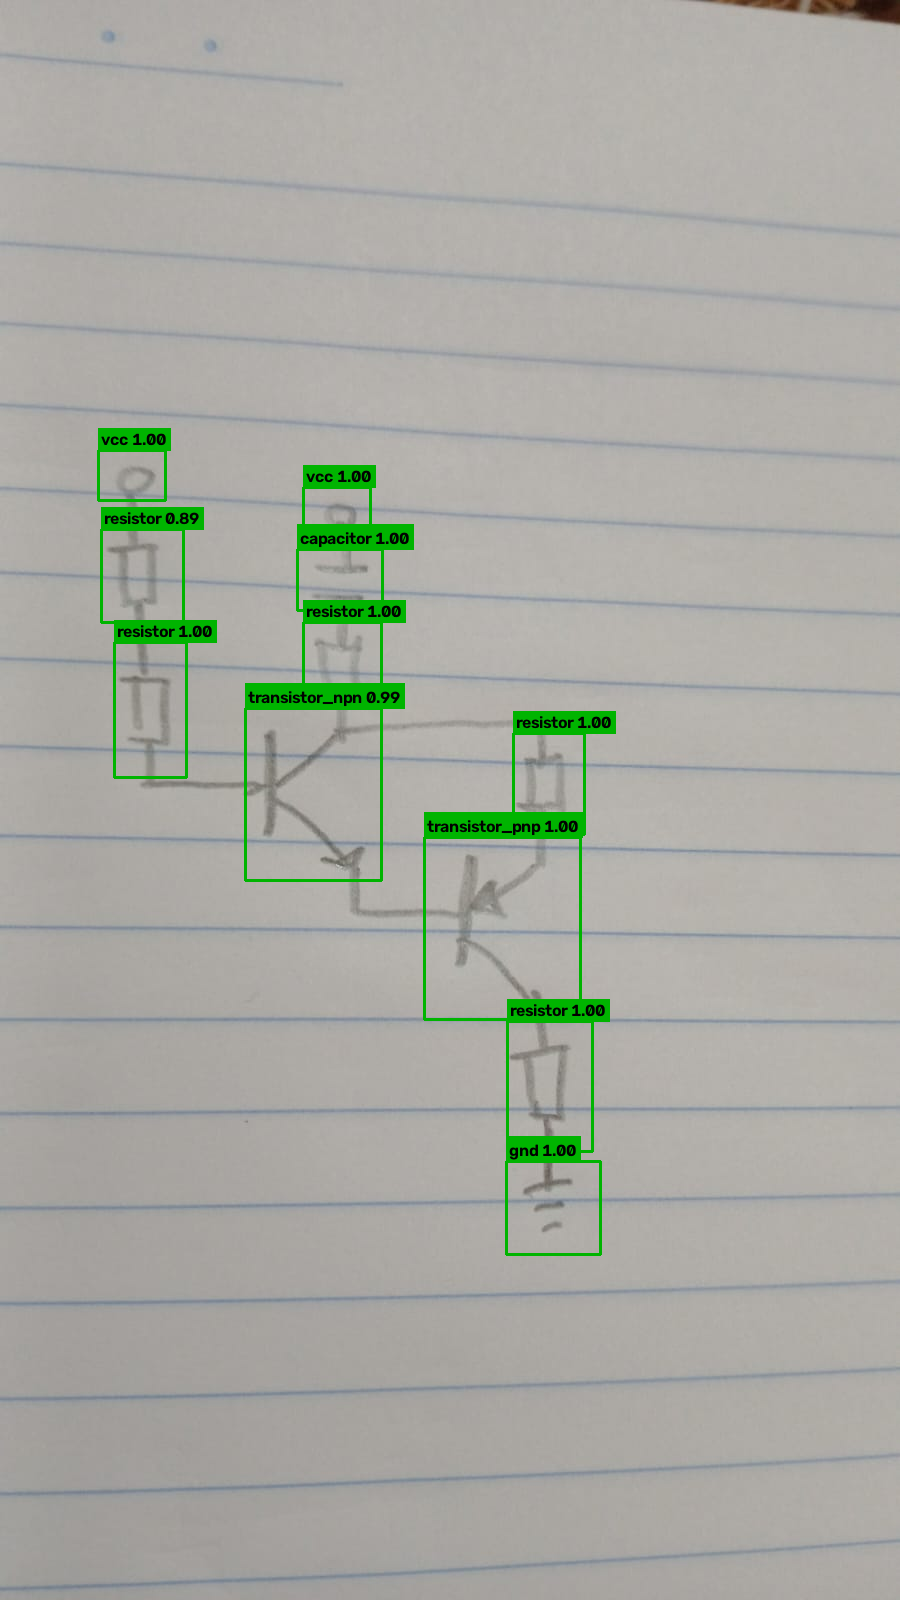 vcc 1.00
vcc 1.00
resistor 0.89
capacitor 1.00
resistor 1.00
resistor 1.00
transistor_npn 0.99
resistor 1.00
transistor_pnp 1.00
resistor 1.00
gnd 1.00